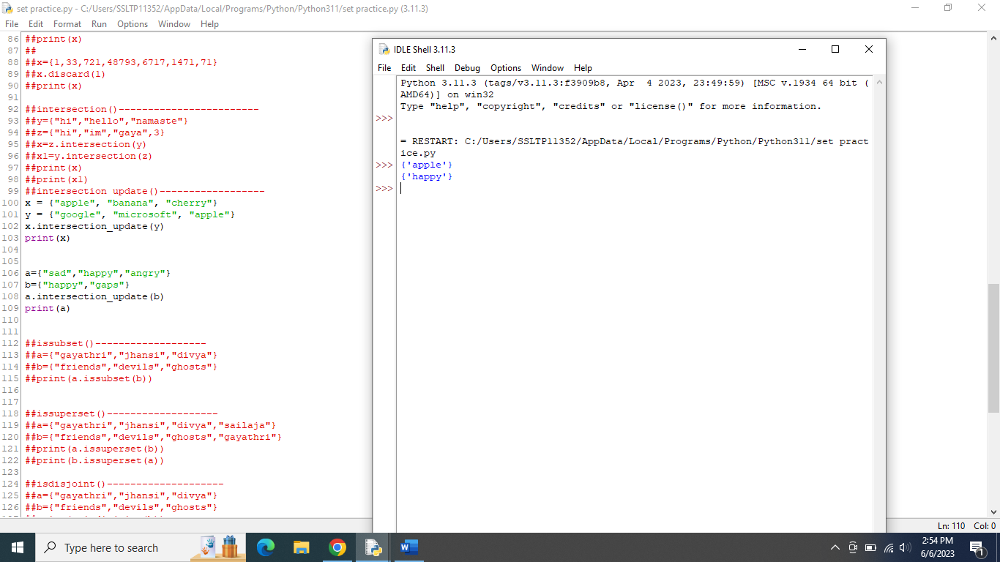 set practice.py - C:/Users/SSLTP11352/AppData/Local/Programs/Python/Python311/set practice.py (3.11.3)
File Edit Format Run Options Window Help
86 ##print(x)
87 ##
88 ##x={1,33,721,48793,6717,1471,71}
89 ##x.discard(1)
90 ##print(x)
91
92 ##intersection()------------------------
93 ##y={"hi","hello","namaste"}
94 ##z={"hi","im","gaya",3}
95 ##x=z.intersection(y)
96 ##x1=y.intersection(z)
97 ##print(x)
98 ##print(x1)
99 ##intersection update()------------------
100 x = {"apple", "banana", "cherry"}
101 y = {"google", "microsoft", "apple"}
102 x.intersection_update(y)
103 print(x)
104
105
106 a={"sad","happy","angry"}
107 b={"happy","gaps"}
108 a.intersection_update(b)
109 print(a)
110
111
112 ##issubset()-------------------
113 ##a={"gayathri","jhansi","divya"}
114 ##b={"friends","devils","ghosts"}
115 ##print(a.issubset(b))
116
117
118 ##issuperset()-------------------
119 ##a={"gayathri","jhansi","divya","sailaja"}
120 ##b={"friends","devils","ghosts","gayathri"}
121 ##print(a.issuperset(b))
122 ##print(b.issuperset(a))
123
124 ##isdisjoint()--------------------
125 ##a={"gayathri","jhansi","divya"}
126 ##b={"friends","devils","ghosts"}
IDLE Shell 3.11.3
File Edit Shell Debug Options Window Help
Python 3.11.3 (tags/v3.11.3:f3909b8, Apr  4 2023, 23:49:59) [MSC v.1934 64 bit (
AMD64)] on win32
Type "help", "copyright", "credits" or "license()" for more information.
>>>
= RESTART: C:/Users/SSLTP11352/AppData/Local/Programs/Python/Python311/set pract
ice.py
>>> {'apple'}
{'happy'}
>>>
Ln: 110 Col: 0
Type here to search
W
2:54 PM
6/6/2023
1